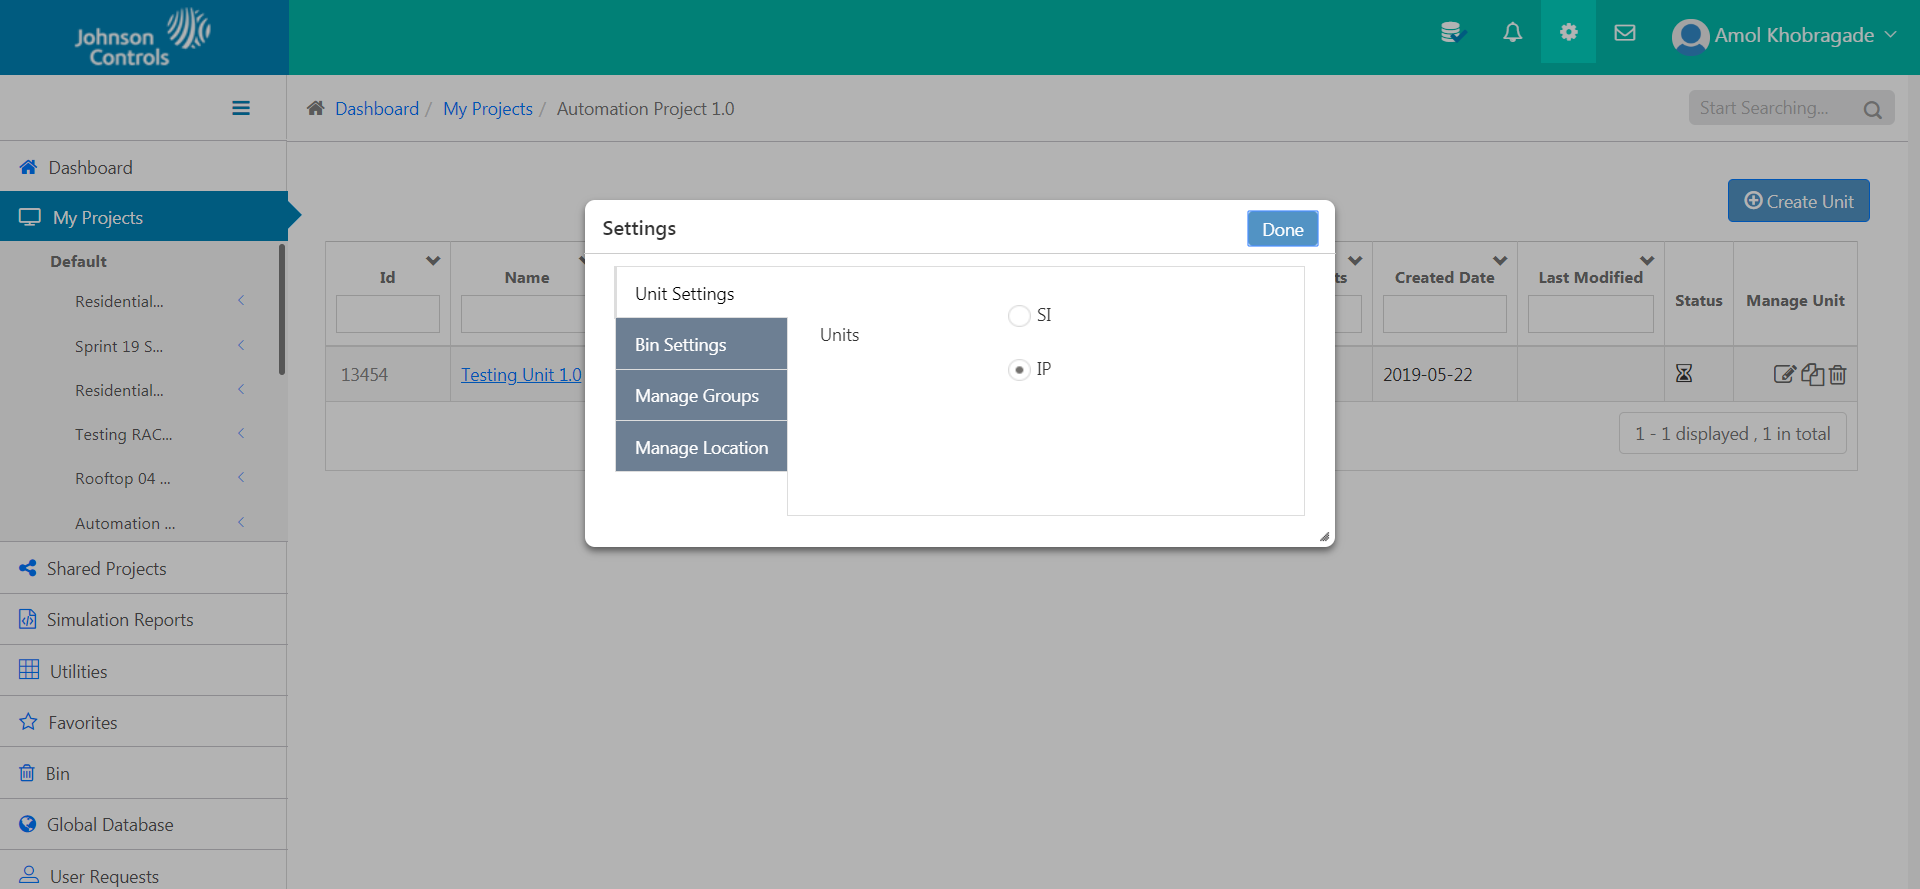 Johnson
Controls
Amol Khobragade
Dashboard / My Projects / Automation Project 1.0
Start Searching...
Dashboard
My Projects
Default
Residential...
Sprint 19 S...
Residential...
Testing RAC...
Rooftop 04 ...
Automation ...
Shared Projects
Simulation Reports
Utilities
Favorites
Bin
Global Database
User Requests
Create Unit
Settings
Done
Unit Settings
Bin Settings
Manage Groups
Manage Location
Units
SI
IP
Id
Name
ts
Created Date
Last Modified
Status
Manage Unit
13454
Testing Unit 1.0
2019-05-22
1 - 1 displayed , 1 in total